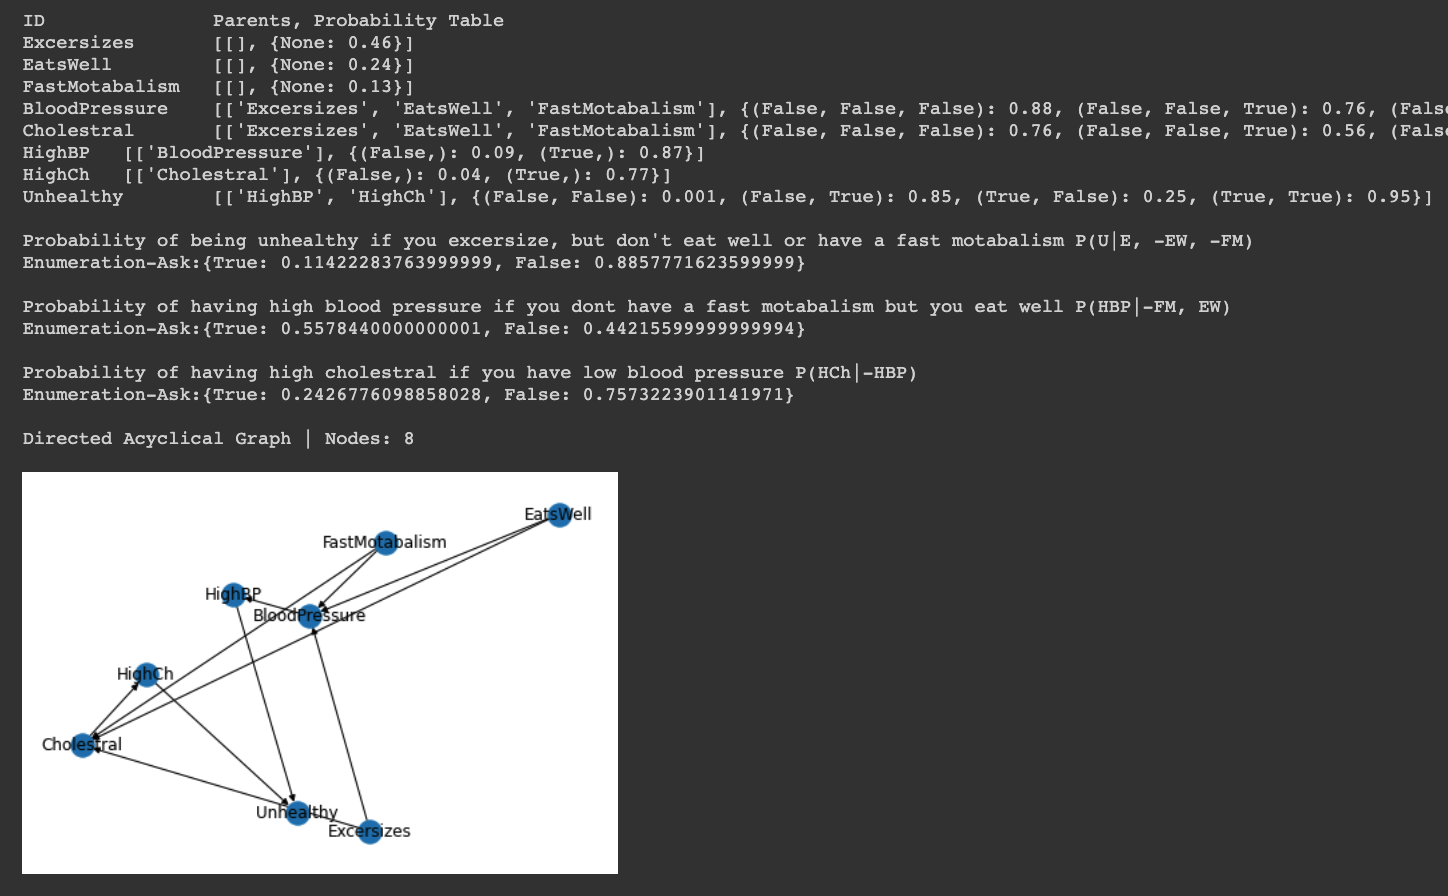 ID Parents, Probability Table
Excersizes [[], {None: 0.46}]
EatsWell [[], {None: 0.24}]
FastMotabalism [[], {None: 0.13}]
BloodPressure [['Excersizes', 'EatsWell', 'FastMotabalism'], {(False, False, False): 0.88, (False, False, True): 0.76, (Fals
Cholestral [['Excersizes', 'EatsWell', 'FastMotabalism'], {(False, False, False): 0.76, (False, False, True): 0.56, (Fals
HighBP [['BloodPressure'], {(False,): 0.09, (True,): 0.87}]
HighCh [['Cholestral'], {(False,): 0.04, (True,): 0.77}]
Unhealthy [['HighBP', 'HighCh'], {(False, False): 0.001, (False, True): 0.85, (True, False): 0.25, (True, True): 0.95}]
Probability of being unhealthy if you excersize, but don't eat well or have a fast motabalism P(U|E, -EW, -FM)
Enumeration-Ask:{True: 0.11422283763999999, False: 0.8857771623599999}
Probability of having high blood pressure if you dont have a fast motabalism but you eat well P(HBP|-FM, EW)
Enumeration-Ask:{True: 0.5578440000000001, False: 0.44215599999999994}
Probability of having high cholestral if you have low blood pressure P(HCh|-HBP)
Enumeration-Ask:{True: 0.2426776098858028, False: 0.7573223901141971}
Directed Acyclical Graph | Nodes: 8
EatsWell
FastMotabalism
HighBP
BloodPressure
HighCh
Cholestral
Unhealthy
Excersizes